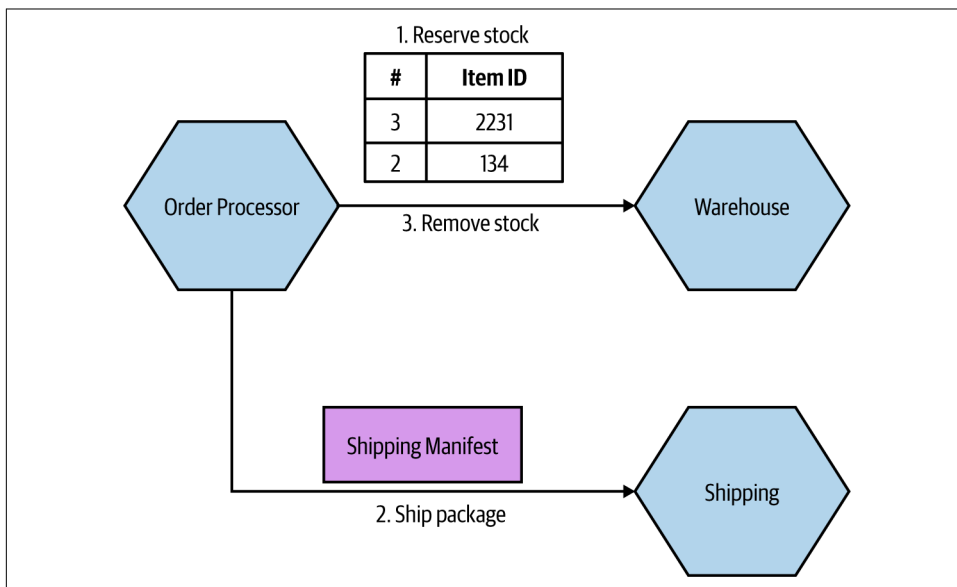 1. Reserve stock
# Item ID
3 2231
2 134
Order Processor
Warehouse
3. Remove stock
Shipping Manifest
Shipping
2. Ship package